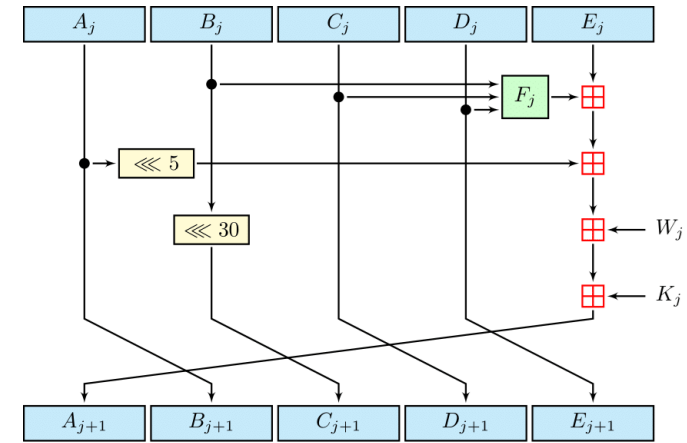 A_j B_j C_j D_j E_j
F_j
⋘ 5
⋘ 30
W_j
K_j
A_{j+1} B_{j+1} C_{j+1} D_{j+1} E_{j+1}